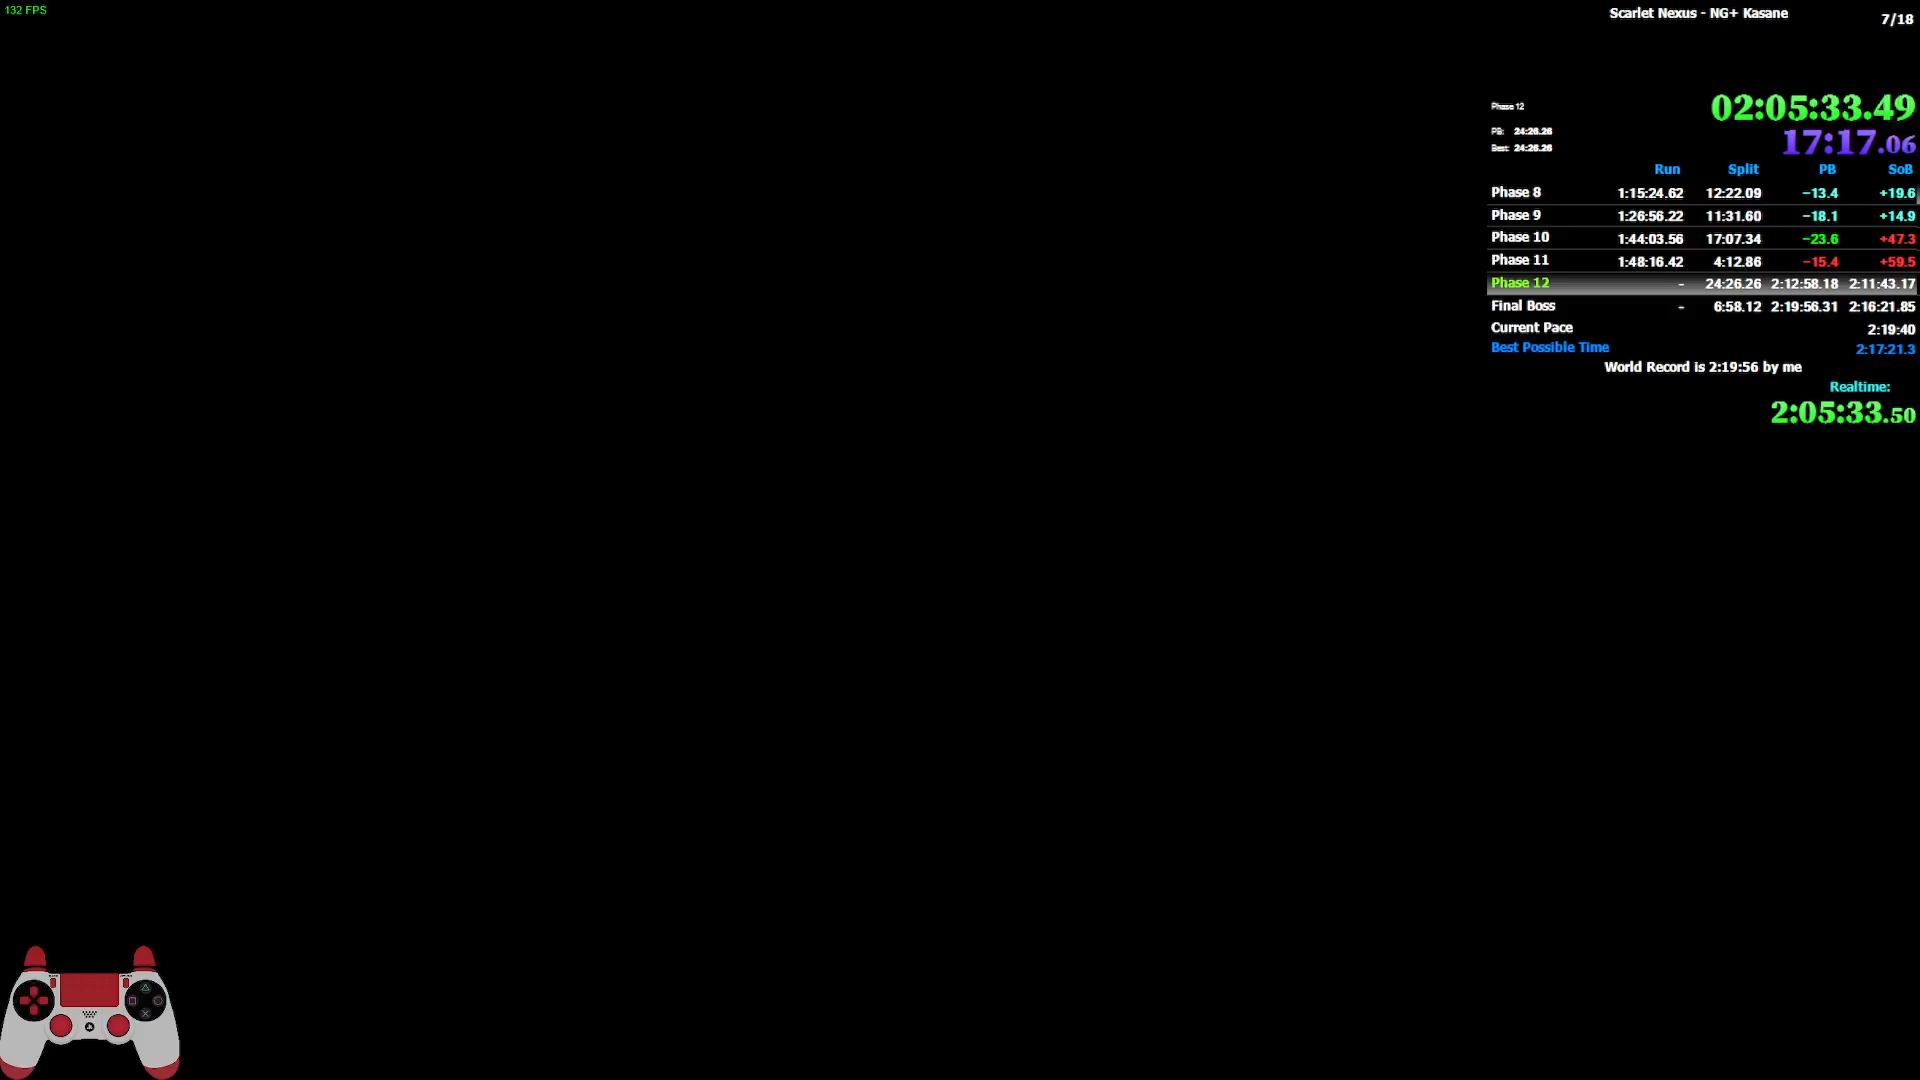 132 FPS
Scarlet Nexus - NG+ Kasane
7/18
Phase 12
02:05:33.49
PB: 24:26.26
17:17.06
Best: 24:26.26
Run Split PB SoB
Phase 8 1:15:24.62 12:22.09 −13.4 +19.6
Phase 9 1:26:56.22 11:31.60 −18.1 +14.9
Phase 10 1:44:03.56 17:07.34 −23.6 +47.3
Phase 11 1:48:16.42 4:12.86 −15.4 +59.5
Phase 12 - 24:26.26 2:12:58.18 2:11:43.17
Final Boss - 6:58.12 2:19:56.31 2:16:21.85
Current Pace 2:19:40
Best Possible Time 2:17:21.3
World Record is 2:19:56 by me
Realtime:
2:05:33.50